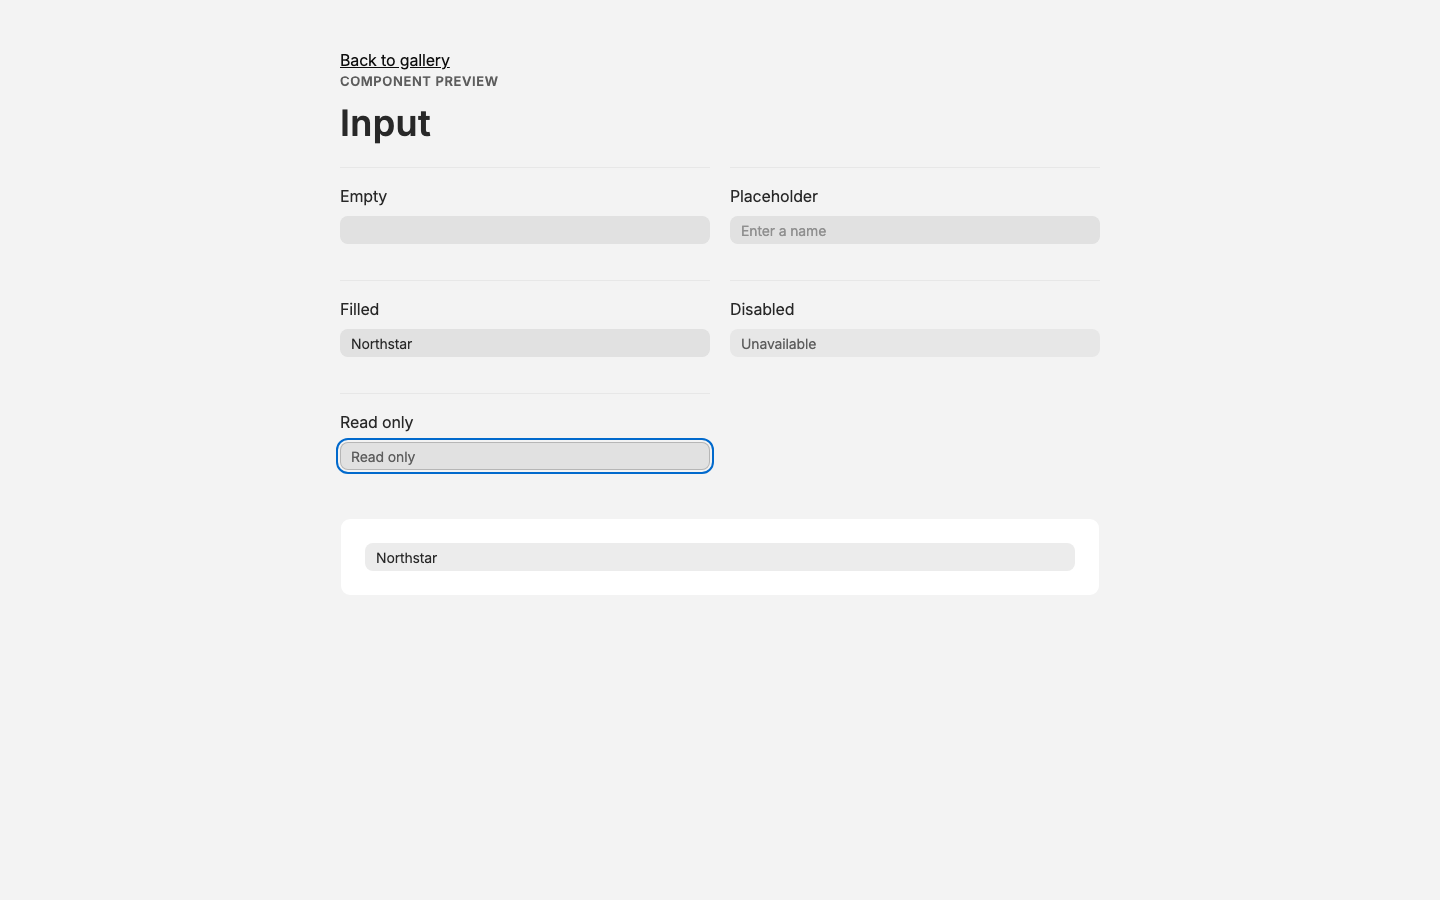 Back to gallery
COMPONENT PREVIEW
Input
Empty
Placeholder
Enter a name
Filled
Northstar
Disabled
Unavailable
Read only
Read only
Northstar